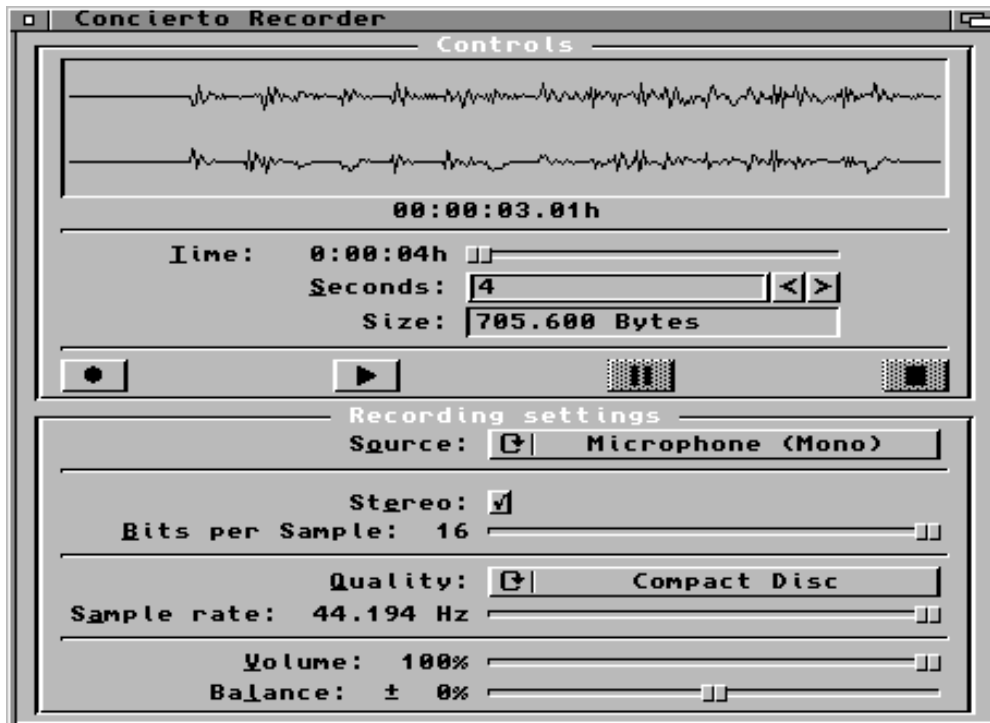 Concierto Recorder
Controls
00:00:03.01h
Time: 0:00:04h
Seconds: 4 < >
Size: 705.600 Bytes
Recording settings
Source: Microphone (Mono)
Stereo:
Bits per Sample: 16
Quality: Compact Disc
Sample rate: 44.194 Hz
Volume: 100%
Balance: ± 0%